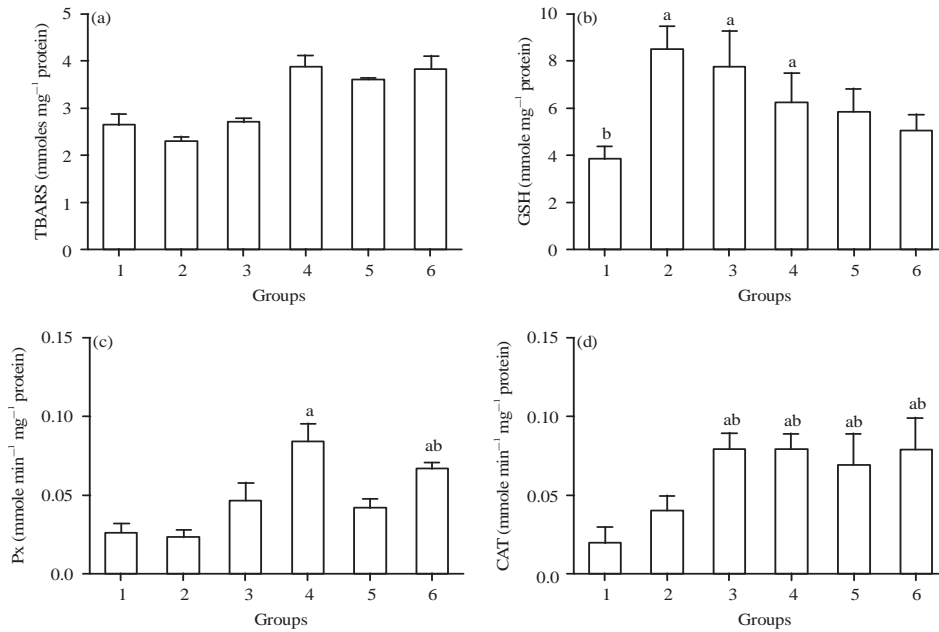 (a)
TBARS (mmoles mg⁻¹ protein)
5
4
3
2
1
0
1 2 3 4 5 6
Groups
(b)
GSH (mmole mg⁻¹ protein)
10
8
6
4
2
0
b a a a
1 2 3 4 5 6
Groups
(c)
Px (mmole min⁻¹ mg⁻¹ protein)
0.15
0.10
0.05
0.0
a ab
1 2 3 4 5 6
Groups
(d)
CAT (mmole min⁻¹ mg⁻¹ protein)
0.15
0.10
0.05
0.0
ab ab ab ab
1 2 3 4 5 6
Groups